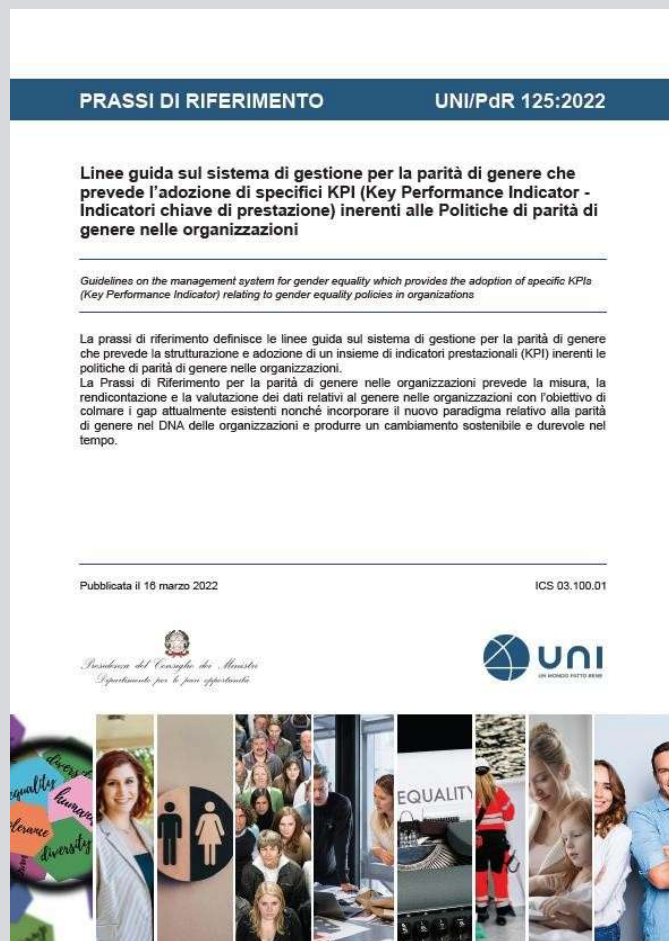 PRASSI DI RIFERIMENTO UNI/PdR 125:2022
Linee guida sul sistema di gestione per la parità di genere che
prevede l'adozione di specifici KPI (Key Performance Indicator -
Indicatori chiave di prestazione) inerenti alle Politiche di parità di
genere nelle organizzazioni
Guidelines on the management system for gender equality which provides the adoption of specific KPIs
(Key Performance Indicator) relating to gender equality policies in organizations
La prassi di riferimento definisce le linee guida sul sistema di gestione per la parità di genere
che prevede la strutturazione e adozione di un insieme di indicatori prestazionali (KPI) inerenti le
politiche di parità di genere nelle organizzazioni.
La Prassi di Riferimento per la parità di genere nelle organizzazioni prevede la misura, la
rendicontazione e la valutazione dei dati relativi al genere nelle organizzazioni con l'obiettivo di
colmare i gap attualmente esistenti nonché incorporare il nuovo paradigma relativo alla parità
di genere nel DNA delle organizzazioni e produrre un cambiamento sostenibile e durevole nel
tempo.
Pubblicata il 16 marzo 2022 ICS 03.100.01
Presidenza del Consiglio dei Ministri
Dipartimento per le pari opportunità
UNI
UN MONDO FATTO BENE
diversity
equality
human
diversity
EQUALITY